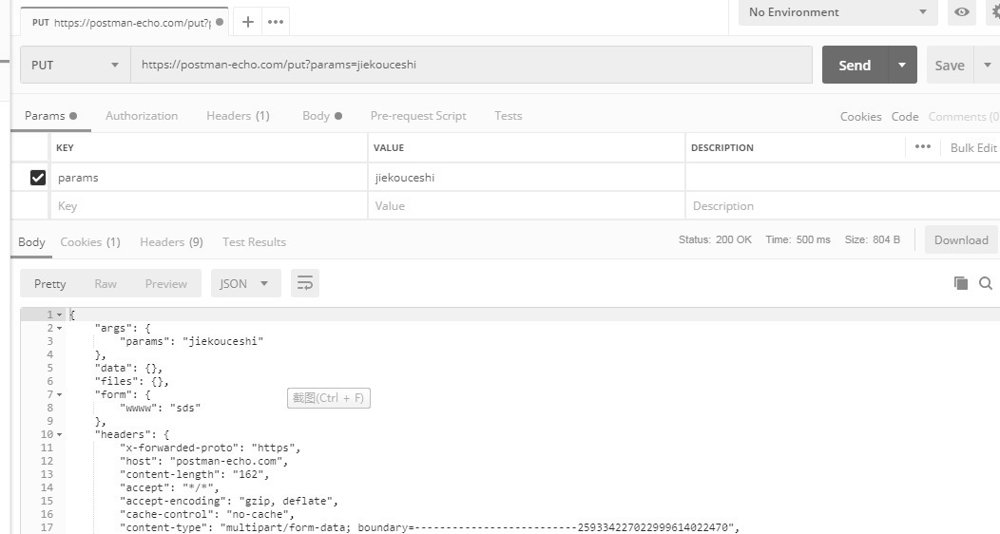 PUT https://postman-echo.com/put?
No Environment
PUT https://postman-echo.com/put?params=jiekouceshi Send Save
Params Authorization Headers (1) Body Pre-request Script Tests Cookies Code Comments (0
KEY VALUE DESCRIPTION ••• Bulk Edit
params jiekouceshi
Key Value Description
Body Cookies (1) Headers (9) Test Results Status: 200 OK Time: 500 ms Size: 804 B Download
Pretty Raw Preview JSON
1 {
2 "args": {
3 "params": "jiekouceshi"
4 },
5 "data": {},
6 "files": {},
7 "form": {
截图(Ctrl + F)
8 "wwww": "sds"
9 },
10 "headers": {
11 "x-forwarded-proto": "https",
12 "host": "postman-echo.com",
13 "content-length": "162",
14 "accept": "*/*",
15 "accept-encoding": "gzip, deflate",
16 "cache-control": "no-cache",
17 "content-type": "multipart/form-data; boundary=--------------------------259334227022999614022470",